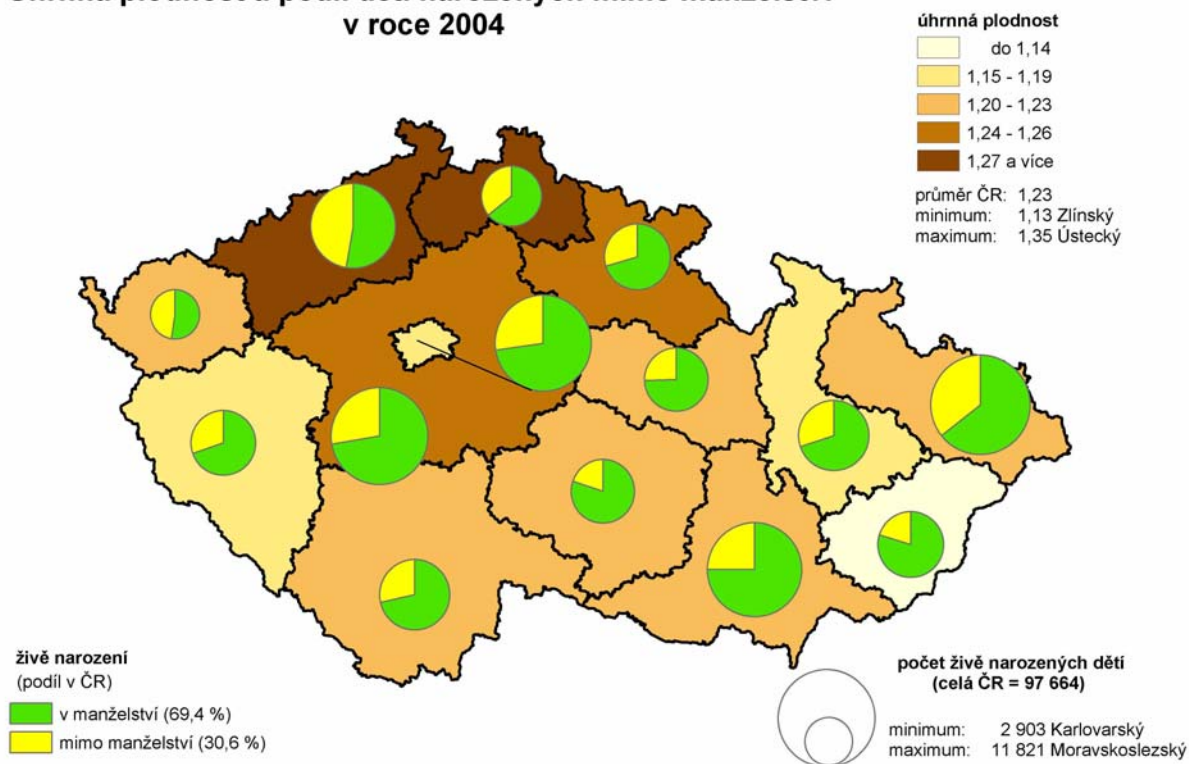 v roce 2004
úhrnná plodnost
do 1,14
1,15 - 1,19
1,20 - 1,23
1,24 - 1,26
1,27 a více
průměr ČR: 1,23
minimum: 1,13 Zlínský
maximum: 1,35 Ústecký
živě narození
(podíl v ČR)
v manželství (69,4 %)
mimo manželství (30,6 %)
počet živě narozených dětí
(celá ČR = 97 664)
minimum: 2 903 Karlovarský
maximum: 11 821 Moravskoslezský